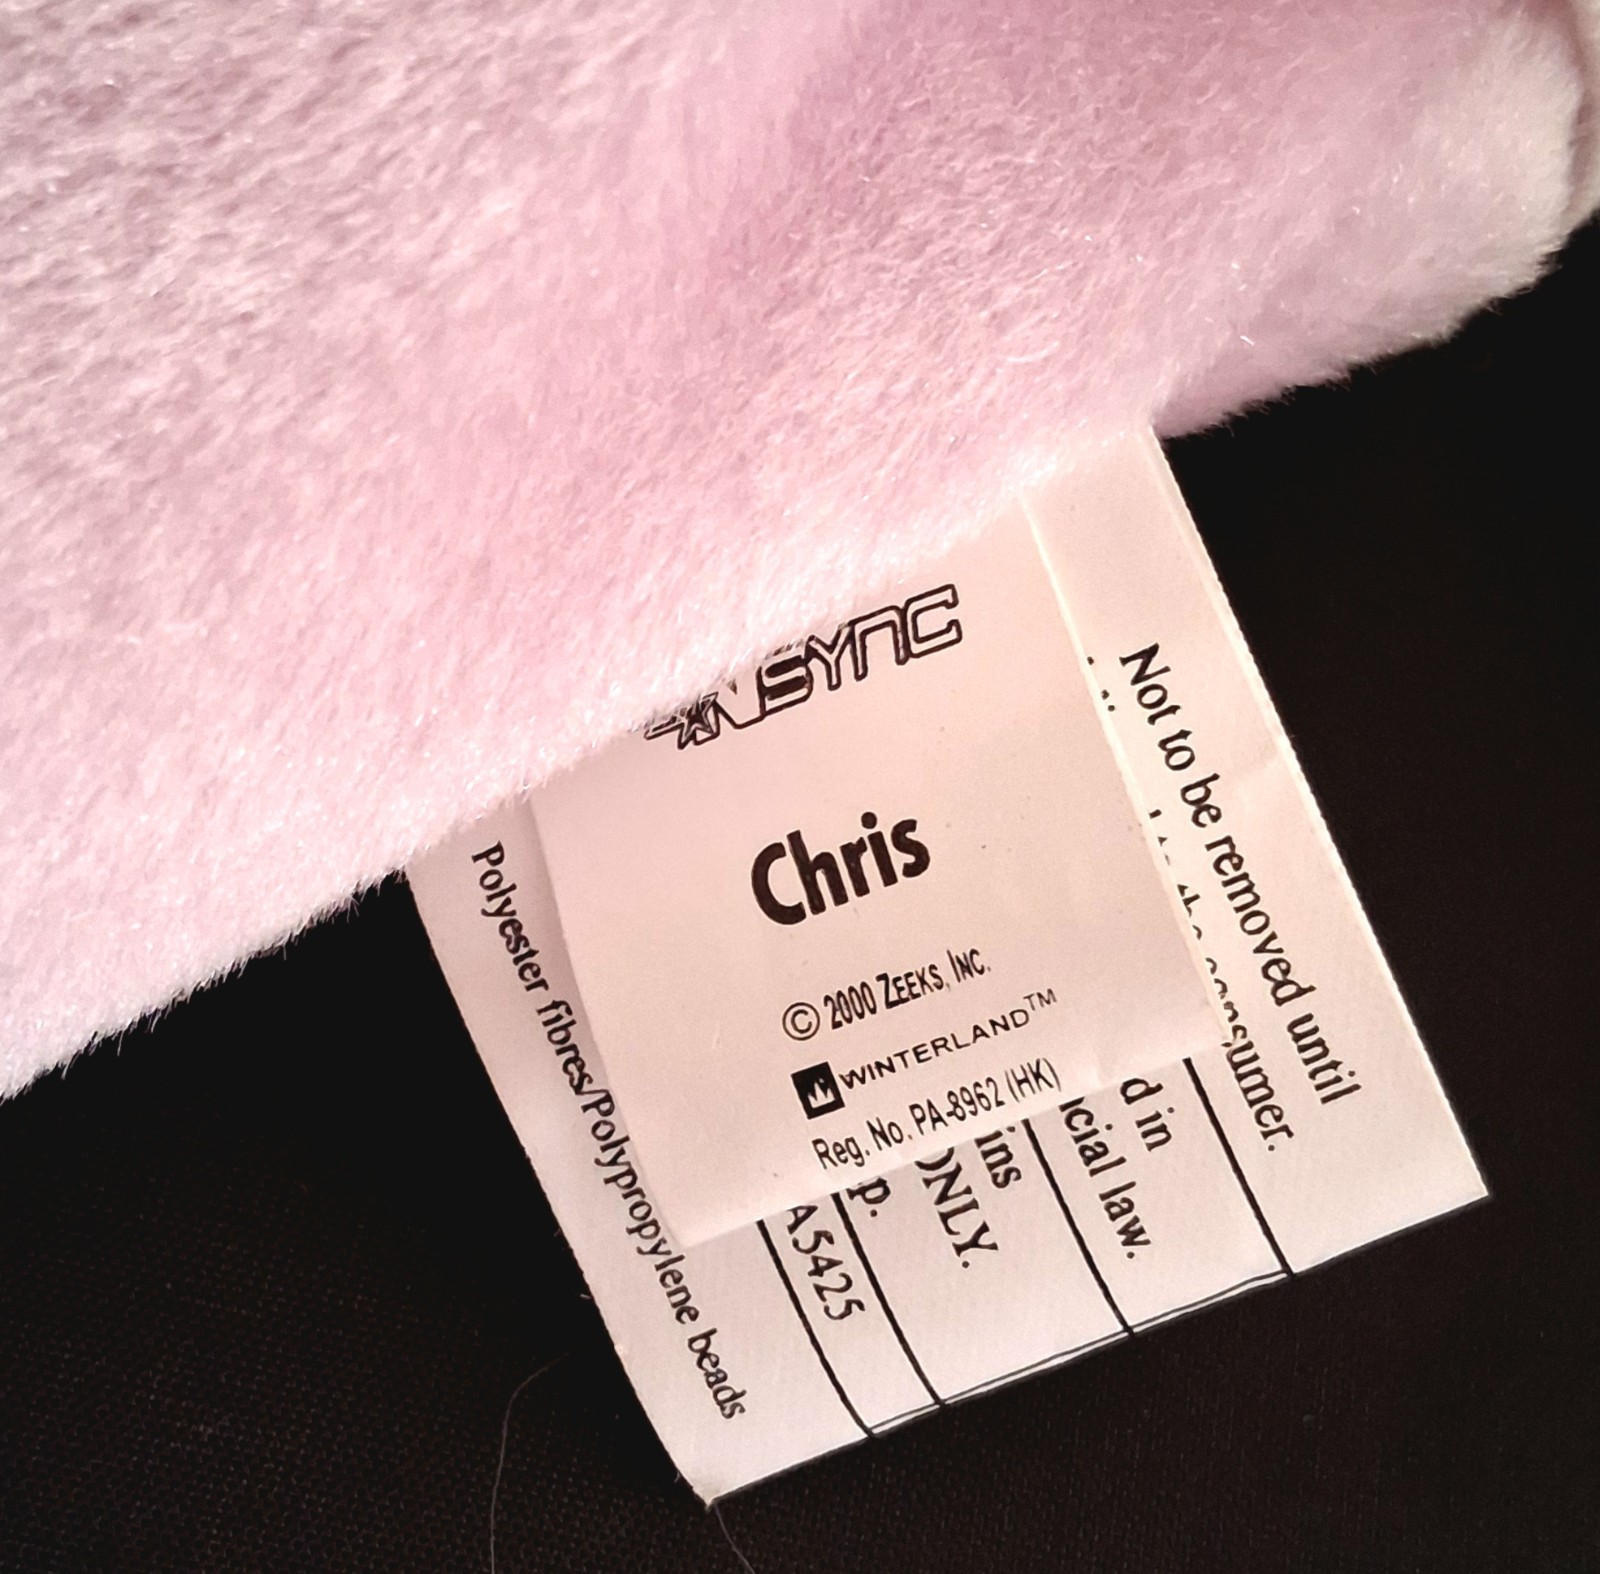 NSYNC
Chris
© 2000 ZEEKS, INC.
WINTERLAND™
Reg. No. PA-8962 (HK)
Not to be removed until
the consumer.
d in
cial law.
ins
ONLY.
p.
A5425
Polyester fibres/Polypropylene beads